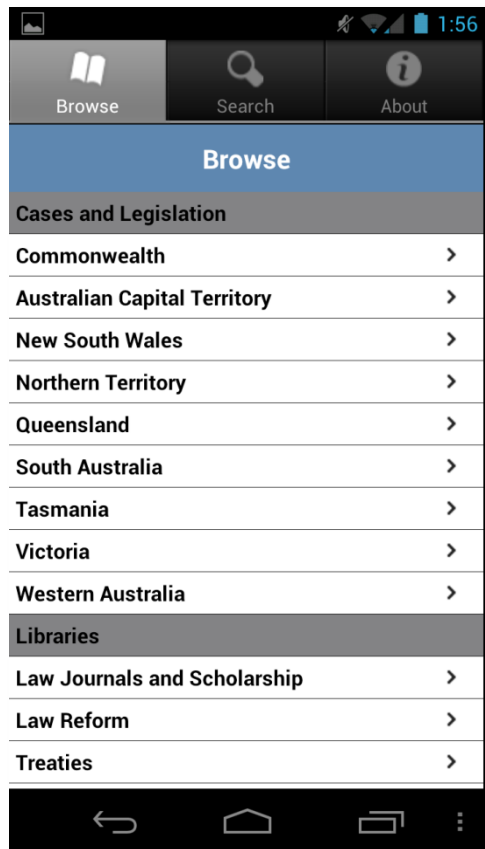 1:56
Browse
Search
About
Browse
Cases and Legislation
Commonwealth
Australian Capital Territory
New South Wales
Northern Territory
Queensland
South Australia
Tasmania
Victoria
Western Australia
Libraries
Law Journals and Scholarship
Law Reform
Treaties